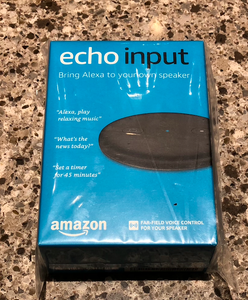 echo input
Bring Alexa to your own speaker
"Alexa, play
relaxing music"
"What's the
news today?"
"Set a timer
for 45 minutes"
amazon
FAR-FIELD VOICE CONTROL
FOR YOUR SPEAKER